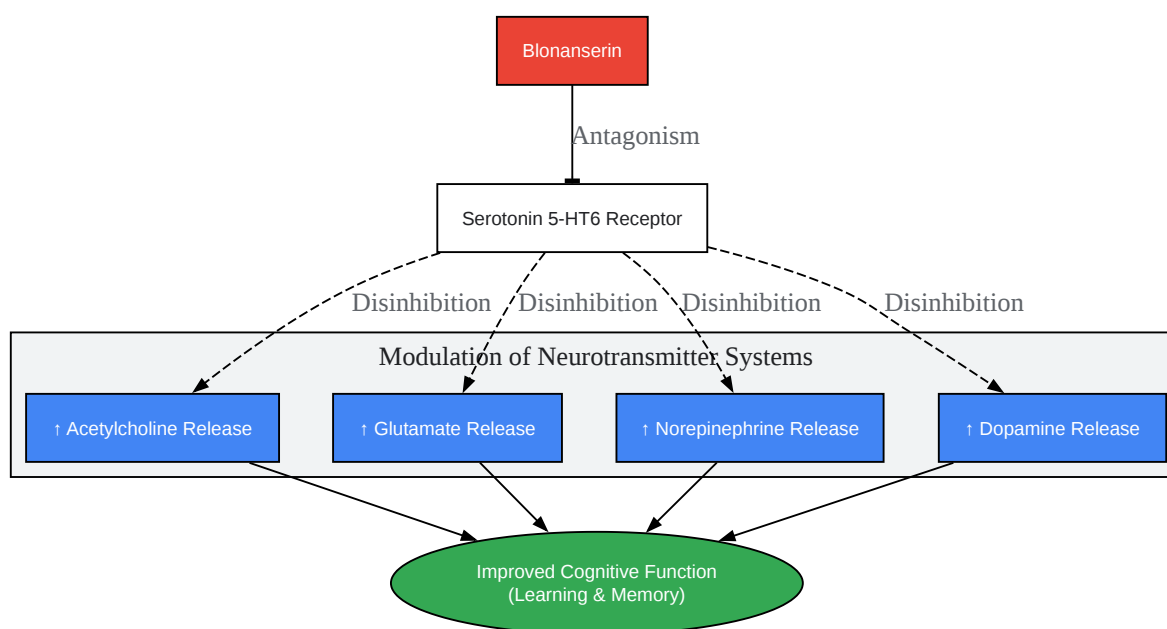 Blonanserin
Antagonism
Serotonin 5-HT6 Receptor
Disinhibition
Disinhibition
Disinhibition
Disinhibition
Modulation of Neurotransmitter Systems
↑ Acetylcholine Release
↑ Glutamate Release
↑ Norepinephrine Release
↑ Dopamine Release
Improved Cognitive Function
(Learning & Memory)